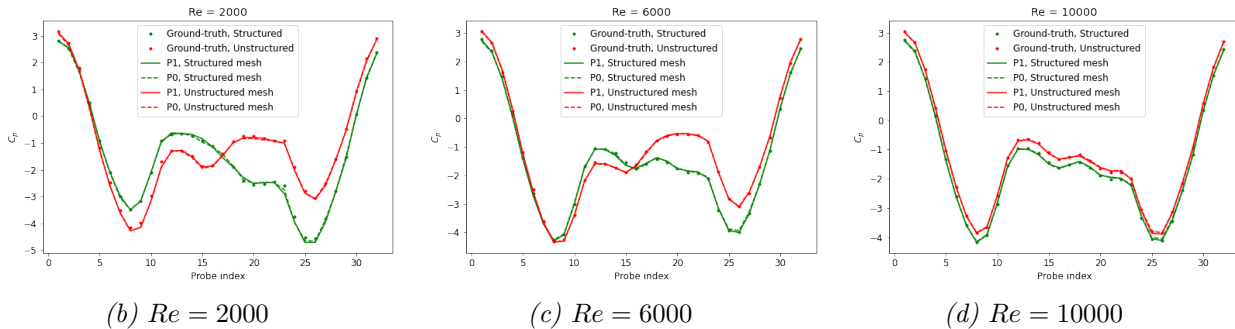 Re = 2000
Ground-truth, Structured
Ground-truth, Unstructured
P1, Structured mesh
P0, Structured mesh
P1, Unstructured mesh
P0, Unstructured mesh
3
2
1
0
−1
−2
−3
−4
−5
C_p
0 5 10 15 20 25 30
Probe index
(b) Re = 2000
Re = 6000
Ground-truth, Structured
Ground-truth, Unstructured
P1, Structured mesh
P0, Structured mesh
P1, Unstructured mesh
P0, Unstructured mesh
3
2
1
0
−1
−2
−3
−4
C_p
0 5 10 15 20 25 30
Probe index
(c) Re = 6000
Re = 10000
Ground-truth, Structured
Ground-truth, Unstructured
P1, Structured mesh
P0, Structured mesh
P1, Unstructured mesh
P0, Unstructured mesh
3
2
1
0
−1
−2
−3
−4
C_p
0 5 10 15 20 25 30
Probe index
(d) Re = 10000